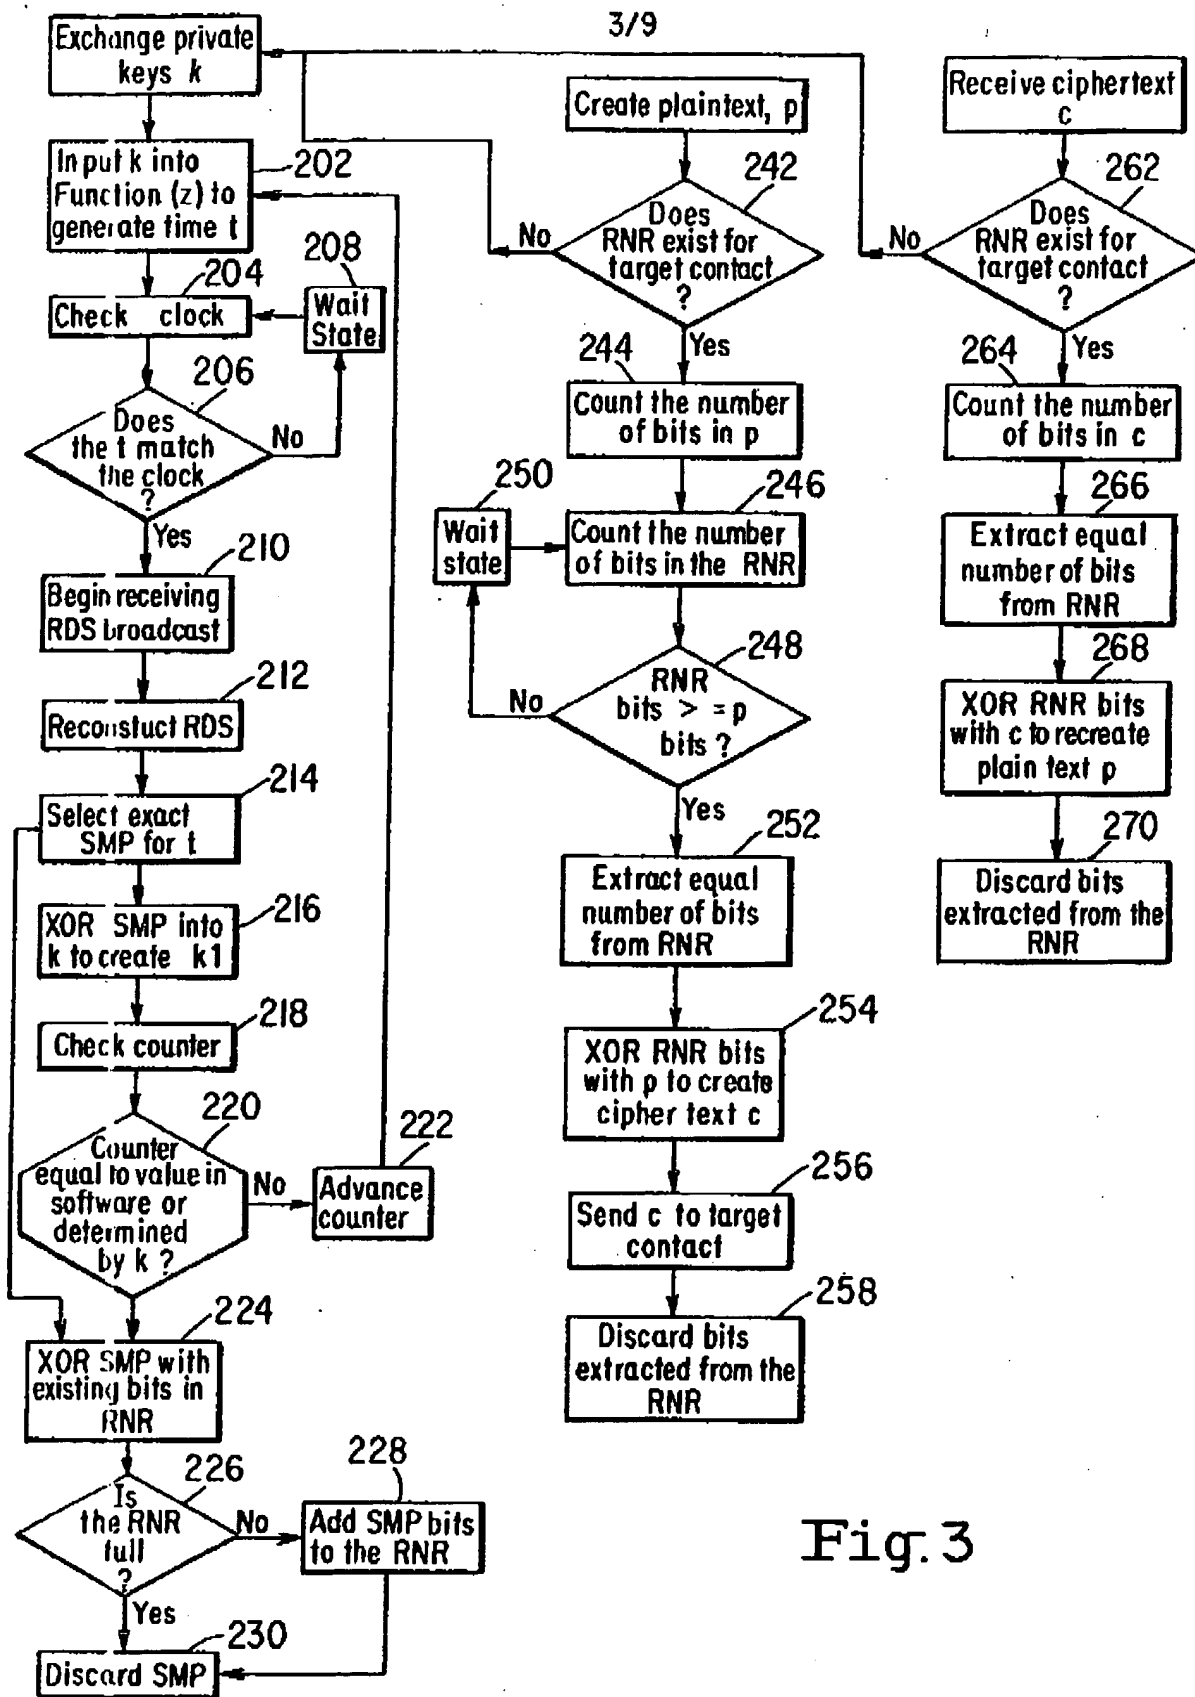 3/9
Exchange private
keys k
Input k into
Function (z) to
generate time t
202
Check clock
204
Wait
State
208
Does
the t match
the clock
?
206
No
Yes
Begin receiving
RDS broadcast
210
Reconstuct RDS
212
Select exact
SMP for t
214
XOR SMP into
k to create k1
216
Check counter
218
Counter
equal to value in
software or
determined
by k ?
220
No
Advance
counter
222
XOR SMP with
existing bits in
RNR
224
Is
the RNR
full
?
226
No
Add SMP bits
to the RNR
228
Yes
Discard SMP
230
Create plaintext, p
Does
RNR exist for
target contact
?
242
No
Yes
Count the number
of bits in p
244
Count the number
of bits in the RNR
246
Wait
state
250
RNR
bits > = p
bits ?
248
No
Yes
Extract equal
number of bits
from RNR
252
XOR RNR bits
with p to create
cipher text c
254
Send c to target
contact
256
Discard bits
extracted from the
RNR
258
Receive ciphertext
c
Does
RNR exist for
target contact
?
262
No
Yes
Count the number
of bits in c
264
Extract equal
number of bits
from RNR
266
XOR RNR bits
with c to recreate
plain text p
268
Discard bits
extracted from the
RNR
270
Fig. 3